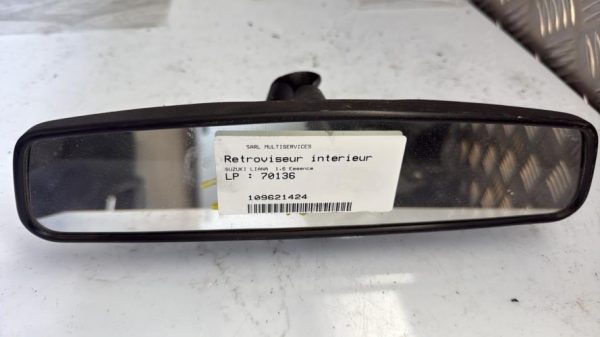 SARL MULTISERVICES
Retroviseur interieur
SUZUKI LIANA 1.6 Essence
LP : 70136
109621424